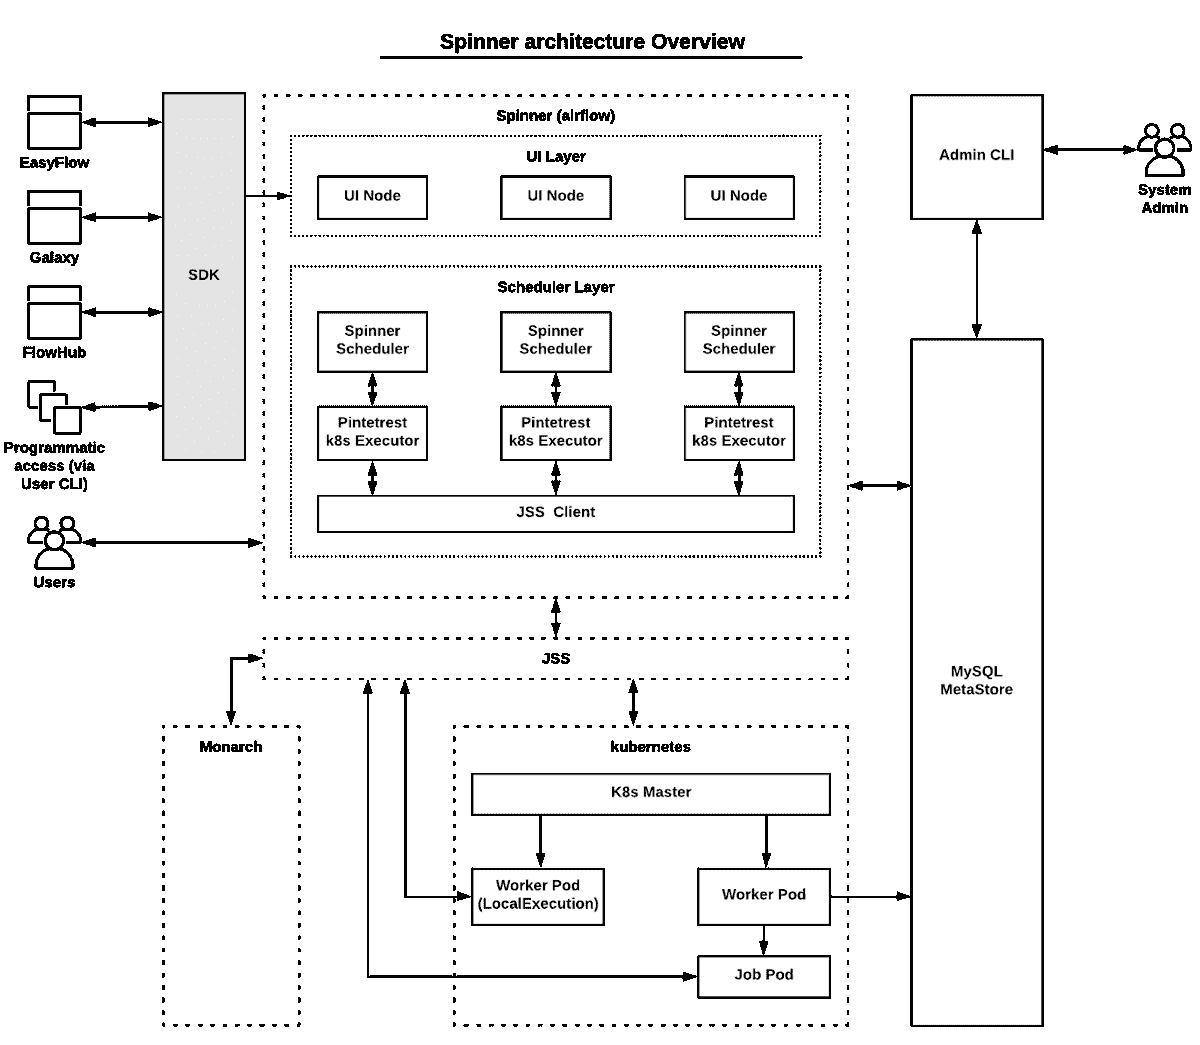 Spinner architecture Overview
EasyFlow
Galaxy
FlowHub
Programmatic
access (via
User CLI)
Users
SDK
Spinner (airflow)
UI Layer
UI Node
UI Node
UI Node
Scheduler Layer
Spinner
Scheduler
Spinner
Scheduler
Spinner
Scheduler
Pintetrest
k8s Executor
Pintetrest
k8s Executor
Pintetrest
k8s Executor
JSS Client
Admin CLI
System
Admin
JSS
MySQL
MetaStore
Monarch
kubernetes
K8s Master
Worker Pod
(LocalExecution)
Worker Pod
Job Pod